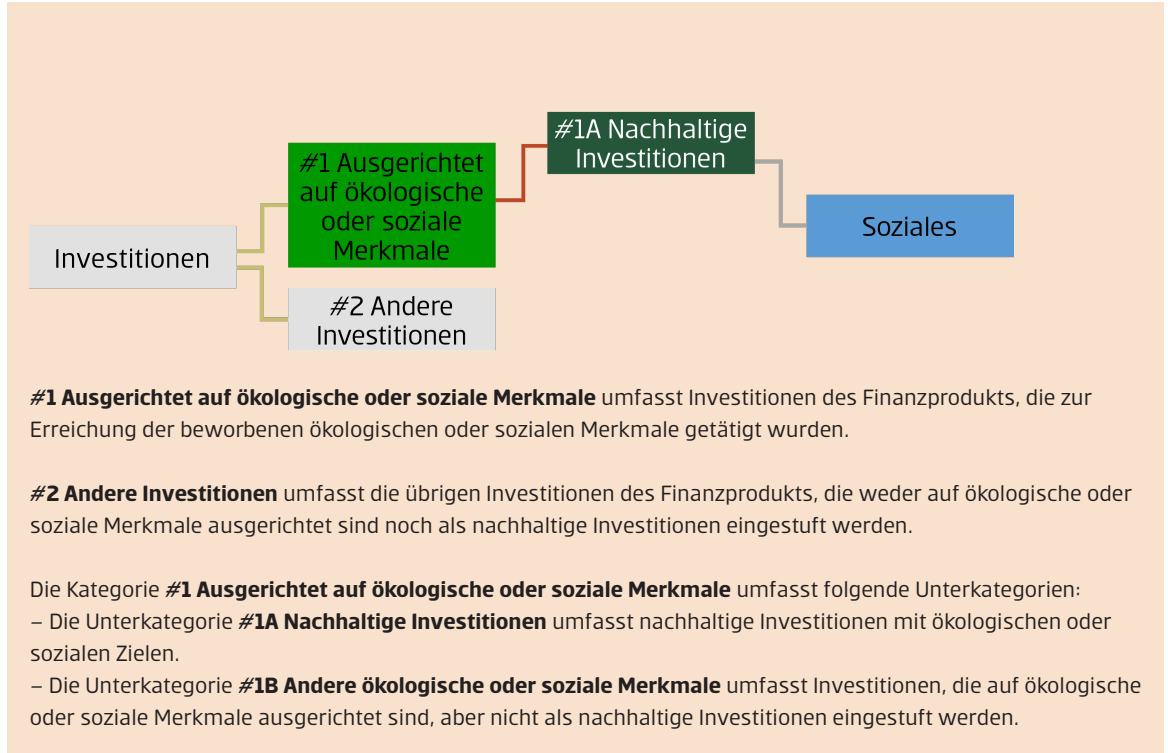 #1A Nachhaltige
Investitionen
#1 Ausgerichtet
auf ökologische
oder soziale
Merkmale
Soziales
Investitionen
#2 Andere
Investitionen
#1 Ausgerichtet auf ökologische oder soziale Merkmale umfasst Investitionen des Finanzprodukts, die zur
Erreichung der beworbenen ökologischen oder sozialen Merkmale getätigt wurden.
#2 Andere Investitionen umfasst die übrigen Investitionen des Finanzprodukts, die weder auf ökologische oder
soziale Merkmale ausgerichtet sind noch als nachhaltige Investitionen eingestuft werden.
Die Kategorie #1 Ausgerichtet auf ökologische oder soziale Merkmale umfasst folgende Unterkategorien:
– Die Unterkategorie #1A Nachhaltige Investitionen umfasst nachhaltige Investitionen mit ökologischen oder
sozialen Zielen.
– Die Unterkategorie #1B Andere ökologische oder soziale Merkmale umfasst Investitionen, die auf ökologische
oder soziale Merkmale ausgerichtet sind, aber nicht als nachhaltige Investitionen eingestuft werden.